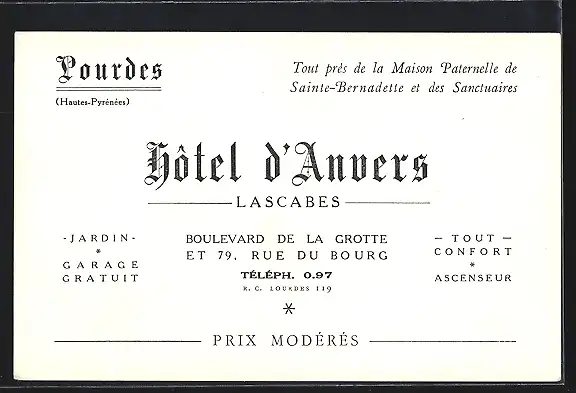 Lourdes
(Hautes-Pyrénées)
Tout près de la Maison Paternelle de
Sainte-Bernadette et des Sanctuaires
Hôtel d'Anvers
LASCABES
-JARDIN-
*
GARAGE
GRATUIT
BOULEVARD DE LA GROTTE
ET 79, RUE DU BOURG
TÉLÉPH. 0.97
R. C. LOURDES 119
— TOUT —
CONFORT
*
ASCENSEUR
*
PRIX MODÉRÉS